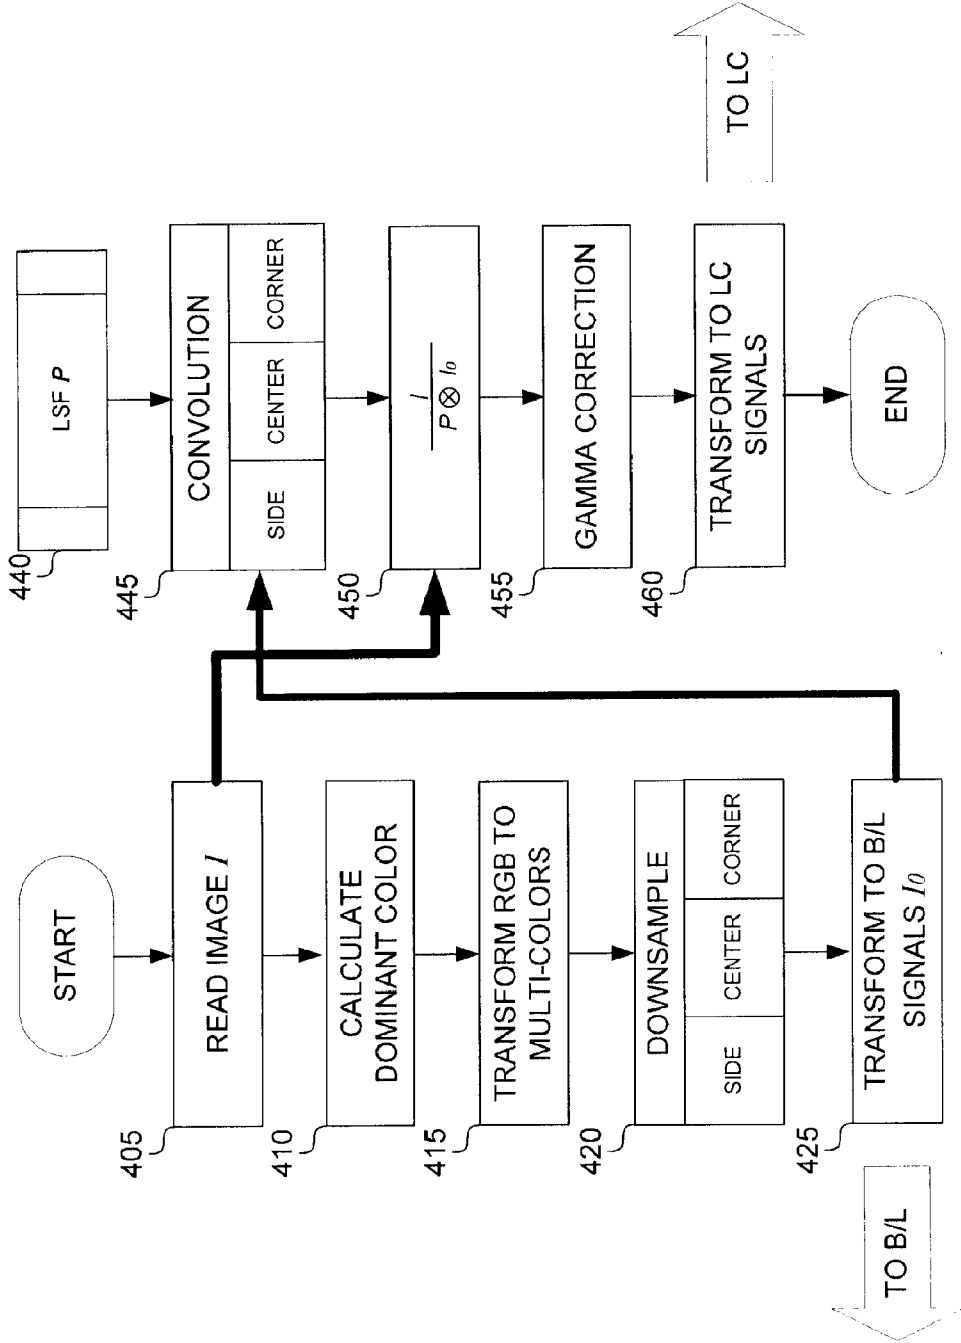 START
405
READ IMAGE I
410
CALCULATE
DOMINANT COLOR
415
TRANSFORM RGB TO
MULTI-COLORS
420
DOWNSAMPLE
SIDE
CENTER
CORNER
425
TRANSFORM TO B/L
SIGNALS I0
TO B/L
440
LSF P
445
CONVOLUTION
SIDE
CENTER
CORNER
450
I
P ⊗ I0
455
GAMMA CORRECTION
460
TRANSFORM TO LC
SIGNALS
TO LC
END